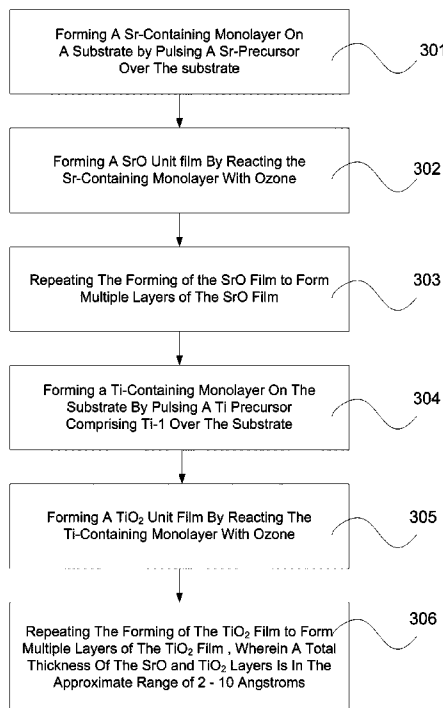 Forming A Sr-Containing Monolayer On
A Substrate by Pulsing A Sr-Precursor
Over The substrate
301
Forming A SrO Unit film By Reacting the
Sr-Containing Monolayer With Ozone
302
Repeating The Forming of the SrO Film to Form
Multiple Layers of The SrO Film
303
Forming a Ti-Containing Monolayer On The
Substrate By Pulsing A Ti Precursor
Comprising Ti-1 Over The Substrate
304
Forming A TiO2 Unit Film By Reacting The
Ti-Containing Monolayer With Ozone
305
Repeating The Forming of The TiO2 Film to Form
Multiple Layers of The TiO2 Film , Wherein A Total
Thickness Of The SrO and TiO2 Layers Is In The
Approximate Range of 2 - 10 Angstroms
306